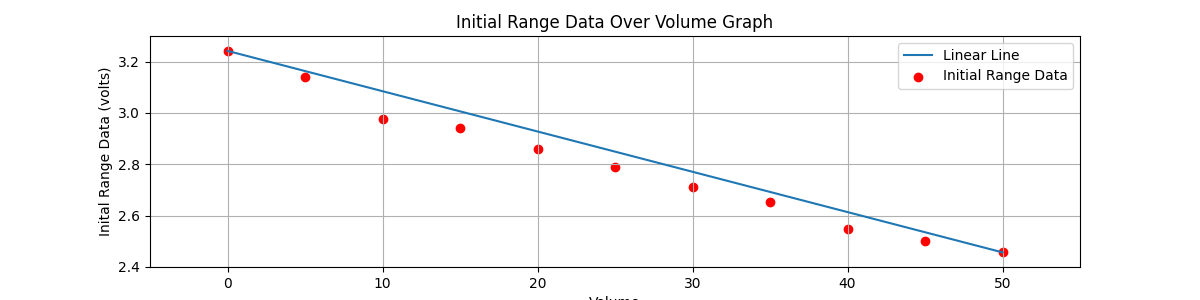 Initial Range Data Over Volume Graph
Inital Range Data (volts)
3.2
3.0
2.8
2.6
2.4
Linear Line
Initial Range Data
0
10
20
30
40
50
Volume